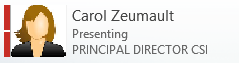 Carol Zeumault
Presenting
PRINCIPAL DIRECTOR CSI